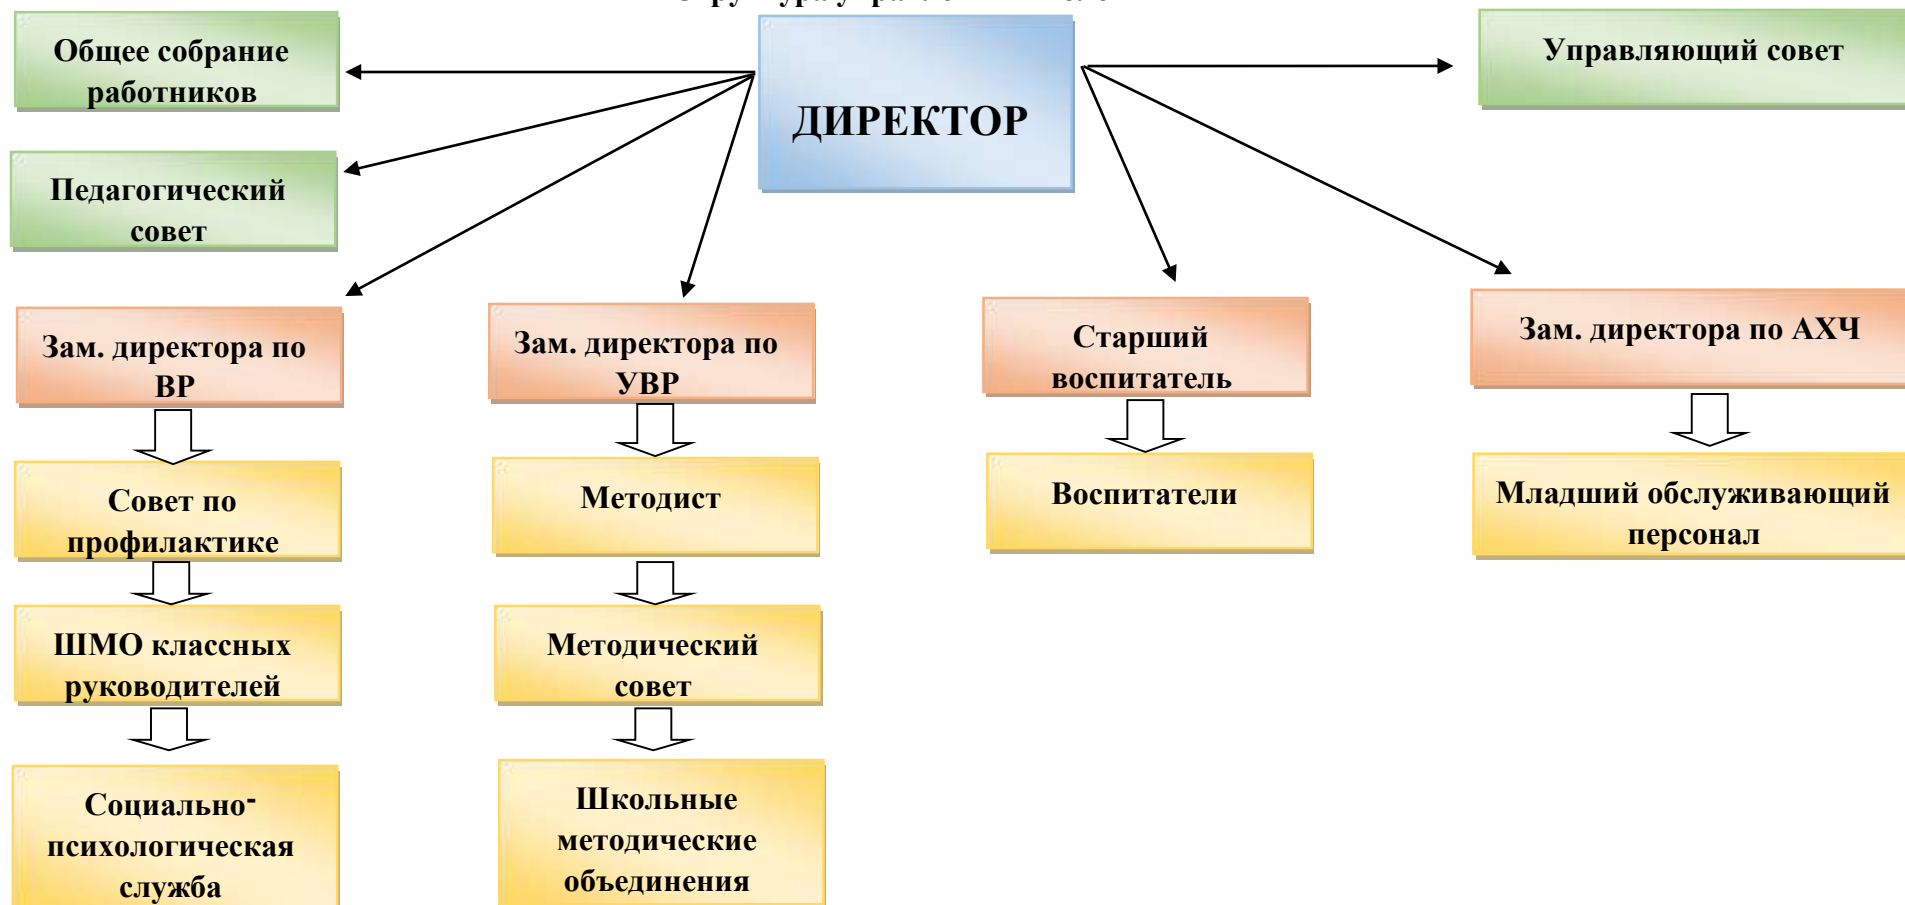 Общее собрание
работников
ДИРЕКТОР
Управляющий совет
Педагогический
совет
Зам. директора по
ВР
Зам. директора по
УВР
Старший
воспитатель
Зам. директора по АХЧ
Совет по
профилактике
Методист
Воспитатели
Младший обслуживающий
персонал
ШМО классных
руководителей
Методический
совет
Социально-
психологическая
служба
Школьные
методические
объединения